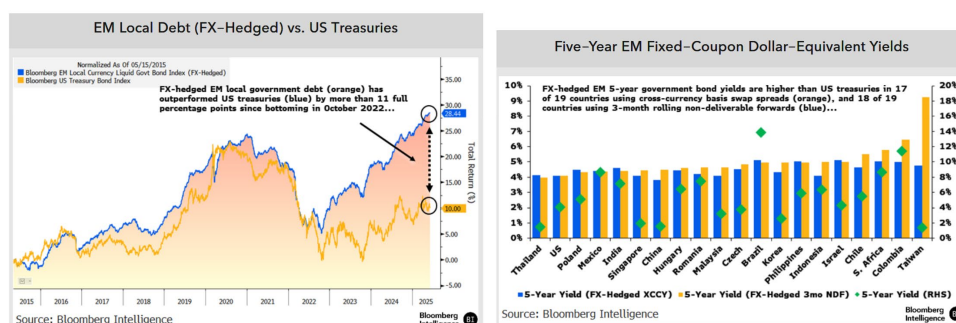 EM Local Debt (FX-Hedged) vs. US Treasuries
Normalized As Of 05/15/2015
Bloomberg EM Local Currency Liquid Govt Bond Index (FX-Hedged)
Bloomberg US Treasury Bond Index
FX-hedged EM local government debt (orange) has
outperformed US treasuries (blue) by more than 11 full
percentage points since bottoming in October 2022...
35.00
30.00
28.44
25.00
20.00
15.00
10.00
5.00
0.00
-5.00
Total Return (%)
2015 2016 2017 2018 2019 2020 2021 2022 2023 2024 2025
Source: Bloomberg Intelligence
Bloomberg
Intelligence BI
Five-Year EM Fixed-Coupon Dollar-Equivalent Yields
FX-hedged EM 5-year government bond yields are higher than US treasuries in 17
of 19 countries using cross-currency basis swap spreads (orange), and 18 of 19
countries using 3-month rolling non-deliverable forwards (blue)...
10%
9%
8%
7%
6%
5%
4%
3%
2%
1%
0%
20%
18%
16%
14%
12%
10%
8%
6%
4%
2%
0%
Thailand
US
Poland
Mexico
India
Singapore
China
Hungary
Romania
Malaysia
Czech
Brazil
Korea
Philippines
Indonesia
Israel
Chile
S. Africa
Colombia
Taiwan
5-Year Yield (FX-Hedged XCCY) 5-Year Yield (FX-Hedged 3mo NDF) 5-Year Yield (RHS)
Source: Bloomberg Intelligence
Bloomberg
Intelligence